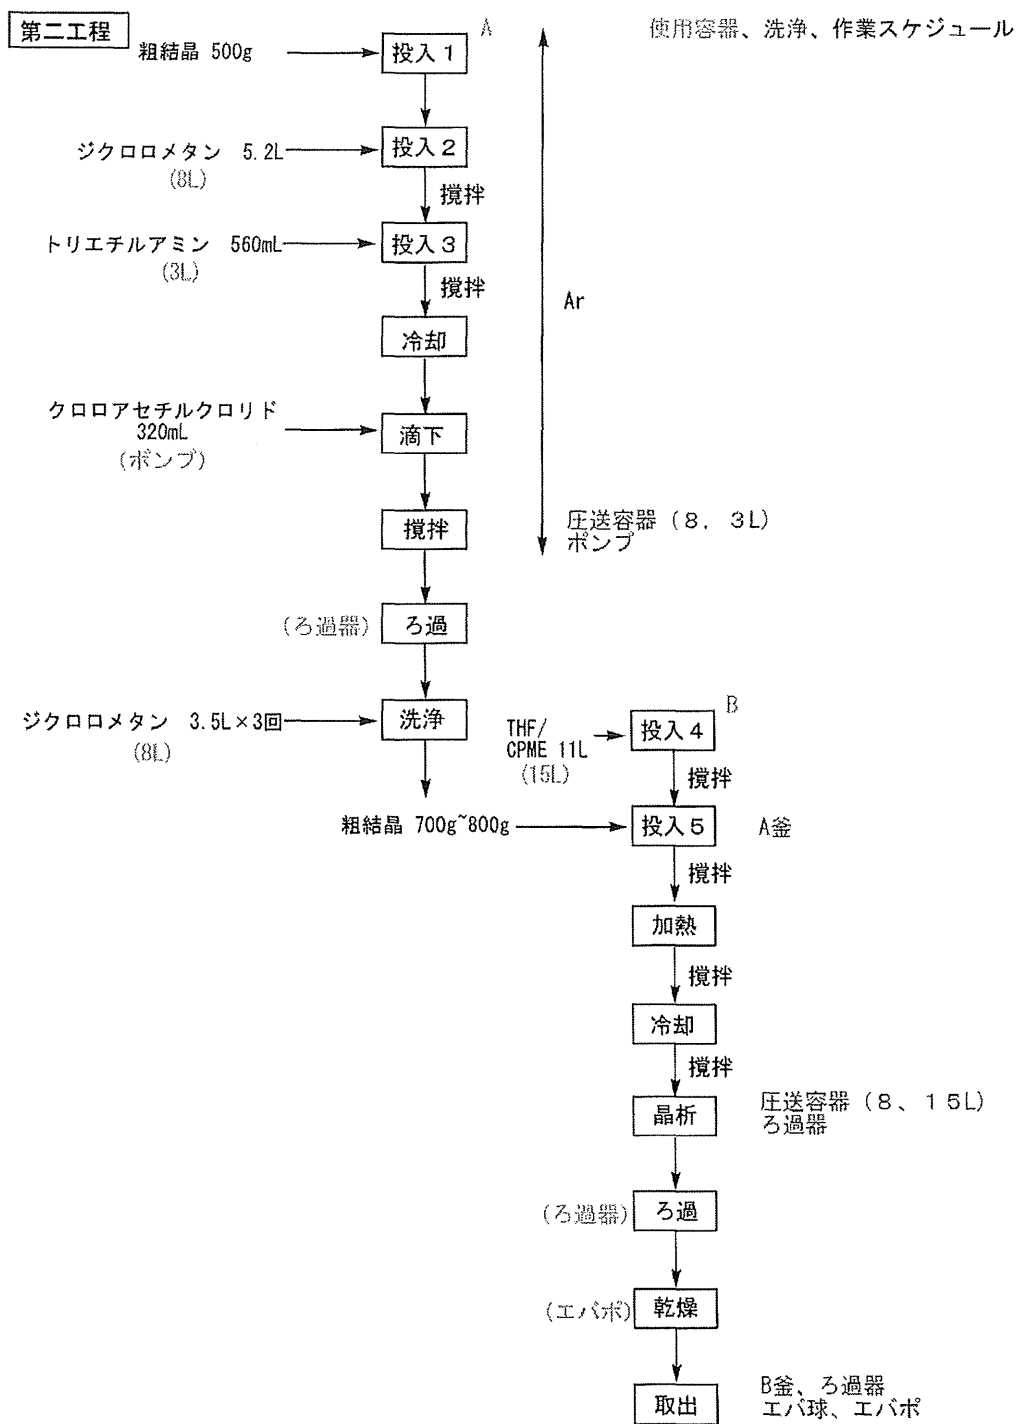 第二工程
A
使用容器、洗浄、作業スケジュール
粗結晶 500g
投入1
ジクロロメタン 5.2L
(8L)
投入2
攪拌
トリエチルアミン 560mL
(3L)
投入3
攪拌
Ar
冷却
クロロアセチルクロリド
320mL
(ポンプ)
滴下
攪拌
圧送容器(8, 3L)
ポンプ
(ろ過器)
ろ過
ジクロロメタン 3.5L×3回
(8L)
洗浄
B
THF/
CPME 11L
(15L)
投入4
攪拌
粗結晶 700g~800g
投入5
A釜
攪拌
加熱
攪拌
冷却
攪拌
晶析
圧送容器(8、15L)
ろ過器
(ろ過器)
ろ過
(エバポ)
乾燥
取出
B釜、ろ過器
エバ球、エバポ